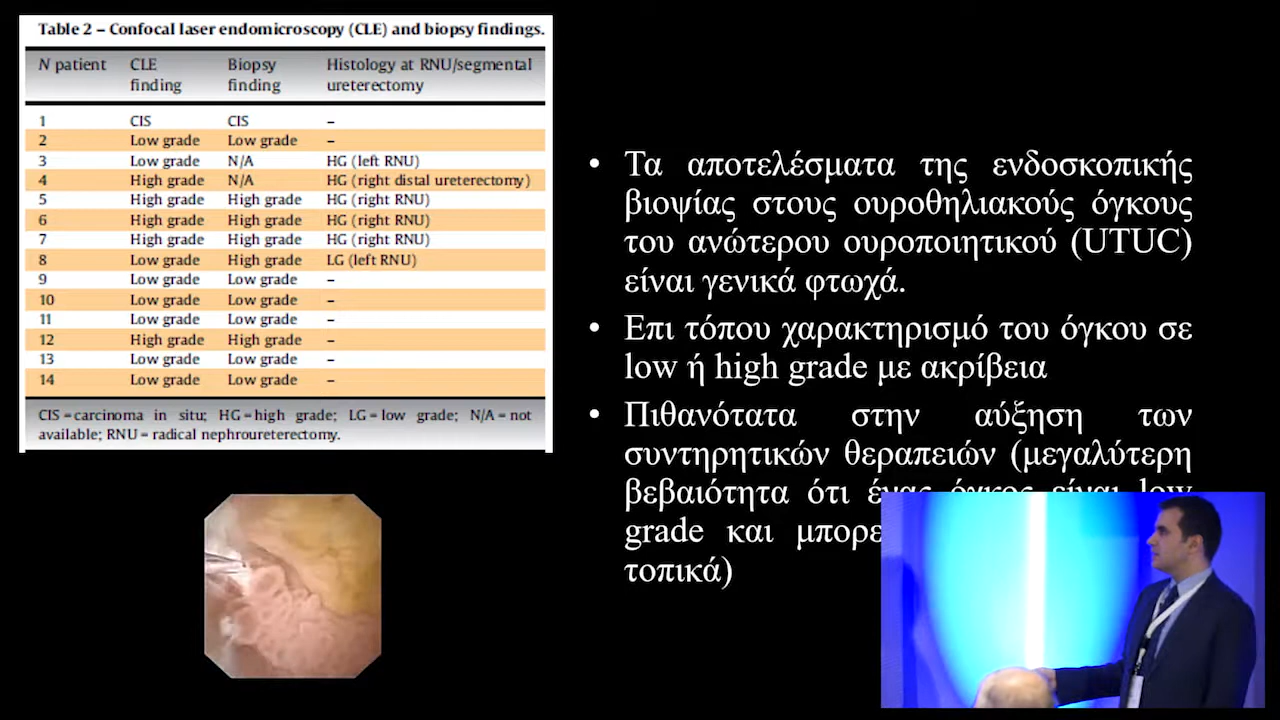 Table 2 – Confocal laser endomicroscopy (CLE) and biopsy findings.
N patient CLE finding Biopsy finding Histology at RNU/segmental ureterectomy
1 CIS CIS –
2 Low grade Low grade –
3 Low grade N/A HG (left RNU)
4 High grade N/A HG (right distal ureterectomy)
5 High grade High grade HG (right RNU)
6 High grade High grade HG (right RNU)
7 High grade High grade HG (right RNU)
8 Low grade High grade LG (left RNU)
9 Low grade Low grade –
10 Low grade Low grade –
11 Low grade Low grade –
12 High grade High grade –
13 Low grade Low grade –
14 Low grade Low grade –
CIS = carcinoma in situ; HG = high grade; LG = low grade; N/A = not
available; RNU = radical nephroureterectomy.
• Τα αποτελέσματα της ενδοσκοπικής
βιοψίας στους ουροθηλιακούς όγκους
του ανώτερου ουροποιητικού (UTUC)
είναι γενικά φτωχά.
• Επι τόπου χαρακτηρισμό του όγκου σε
low ή high grade με ακρίβεια
• Πιθανότατα στην αύξηση των
συντηρητικών θεραπειών (μεγαλύτερη
βεβαιότητα ότι ένας όγκος είναι low
grade και μπορε
τοπικά)